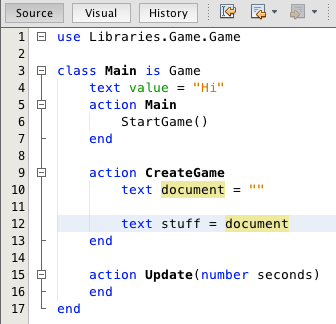 Source Visual History
1 use Libraries.Game.Game
2
3 class Main is Game
4 text value = "Hi"
5 action Main
6 StartGame()
7 end
8
9 action CreateGame
10 text document = ""
11
12 text stuff = document
13 end
14
15 action Update(number seconds)
16 end
17 end